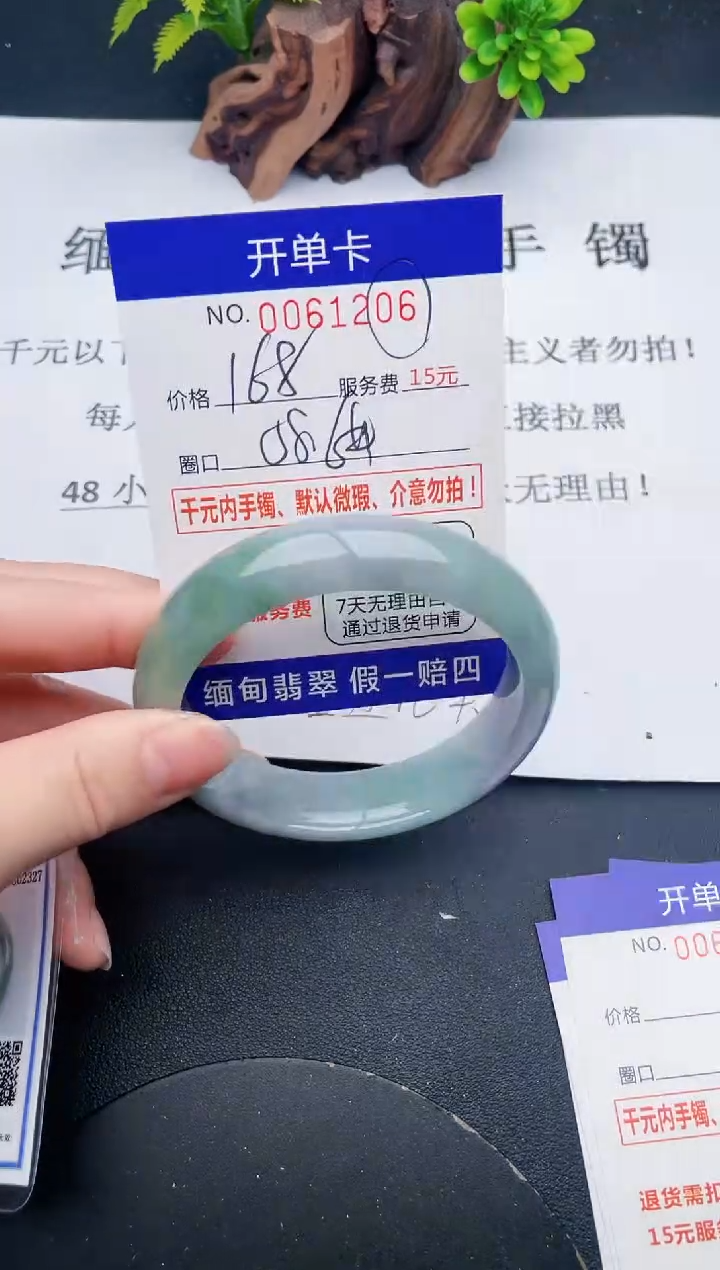 缅 手 镯
千元以下 主义者勿拍！
每 接拉黑
48 小 无理由！
开单卡
NO. 0061206
价格 168 服务费 15元
圈口
千元内手镯、默认微瑕、介意勿拍！
服务费
7天无理由
通过退货申请
缅甸翡翠 假一赔四
2327
开单
NO. 006
价格
圈口
千元内手镯、
退货需扣
15元服